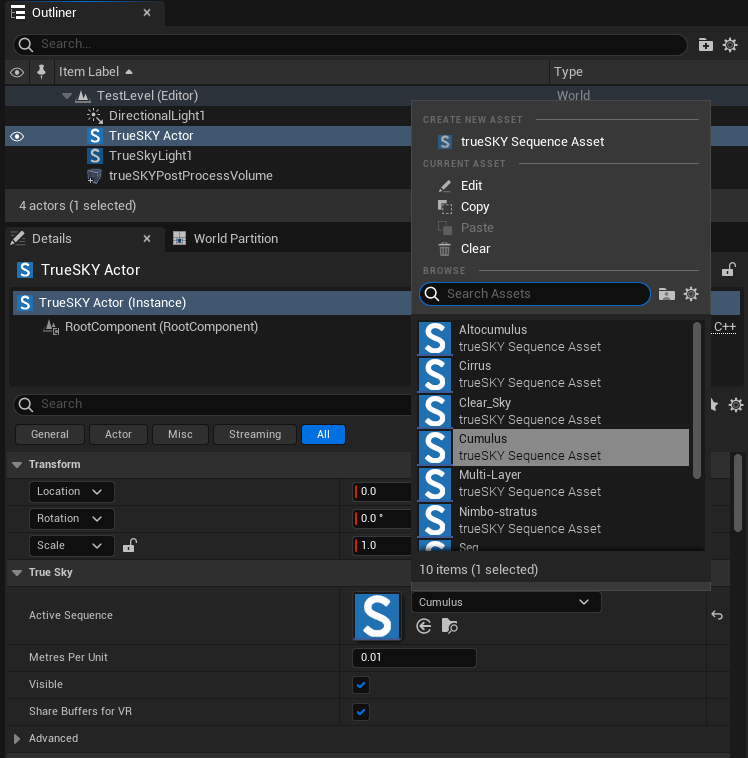 Outliner
Search...
Item Label
Type
TestLevel (Editor)
World
DirectionalLight1
TrueSKY Actor
TrueSkyLight1
trueSKYPostProcessVolume
4 actors (1 selected)
CREATE NEW ASSET
trueSKY Sequence Asset
CURRENT ASSET
Edit
Copy
Paste
Clear
BROWSE
Search Assets
Altocumulus
trueSKY Sequence Asset
Cirrus
trueSKY Sequence Asset
Clear_Sky
trueSKY Sequence Asset
Cumulus
trueSKY Sequence Asset
Multi-Layer
trueSKY Sequence Asset
Nimbo-stratus
trueSKY Sequence Asset
Seq
10 items (1 selected)
Details
World Partition
TrueSKY Actor
TrueSKY Actor (Instance)
RootComponent (RootComponent)
C++
Search
General
Actor
Misc
Streaming
All
Transform
Location
0.0
Rotation
0.0 °
Scale
1.0
True Sky
Active Sequence
Cumulus
Metres Per Unit
0.01
Visible
Share Buffers for VR
Advanced